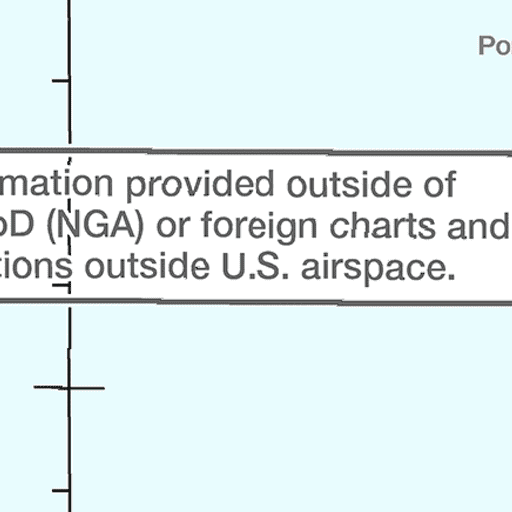 Po
mation provided outside of
oD (NGA) or foreign charts and
tions outside U.S. airspace.